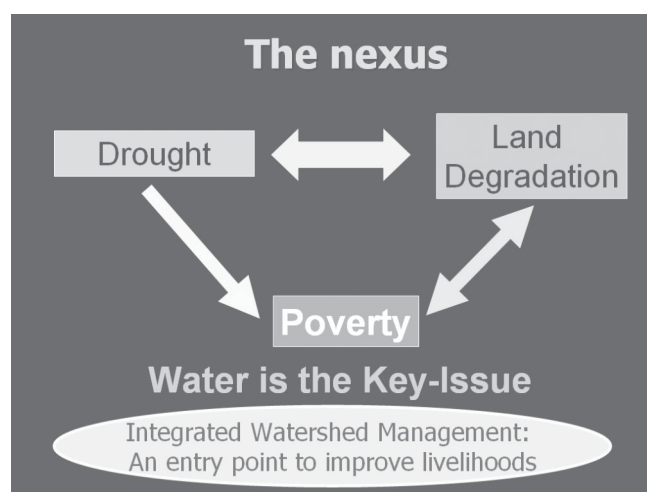 The nexus
Drought
Land
Degradation
Poverty
Water is the Key-Issue
Integrated Watershed Management:
An entry point to improve livelihoods